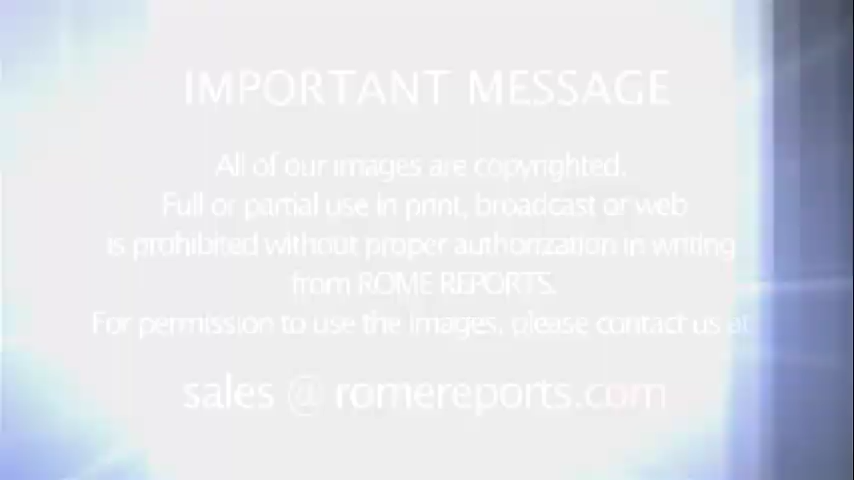 IMPORTANT MESSAGE
All of our images are copyrighted.
Full or partial use in print, broadcast or web
is prohibited without proper authorization in writing
from ROME REPORTS.
For permission to use the images, please contact us at
sales @ romereports.com